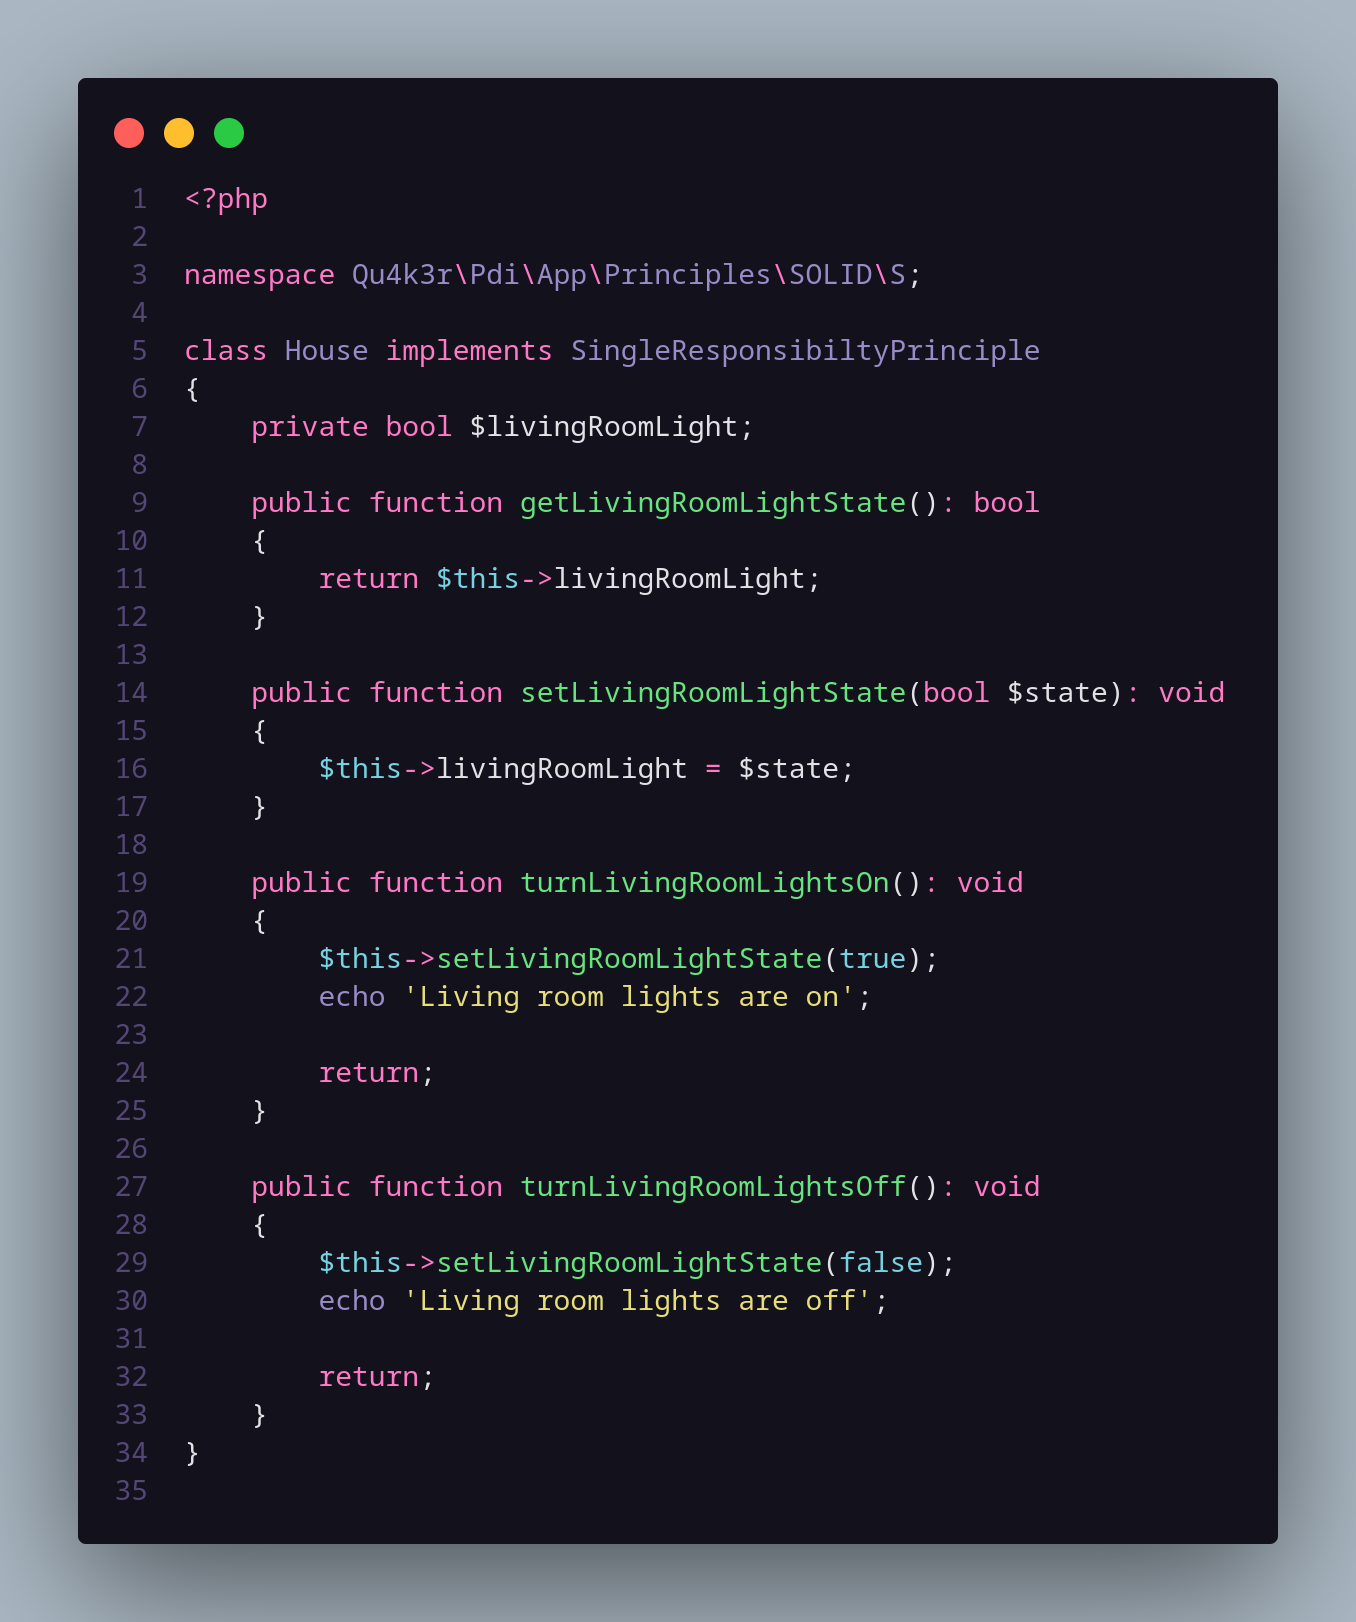 1 <?php
2
3 namespace Qu4k3r\Pdi\App\Principles\SOLID\S;
4
5 class House implements SingleResponsibiltyPrinciple
6 {
7     private bool $livingRoomLight;
8
9     public function getLivingRoomLightState(): bool
10     {
11         return $this->livingRoomLight;
12     }
13
14     public function setLivingRoomLightState(bool $state): void
15     {
16         $this->livingRoomLight = $state;
17     }
18
19     public function turnLivingRoomLightsOn(): void
20     {
21         $this->setLivingRoomLightState(true);
22         echo 'Living room lights are on';
23
24         return;
25     }
26
27     public function turnLivingRoomLightsOff(): void
28     {
29         $this->setLivingRoomLightState(false);
30         echo 'Living room lights are off';
31
32         return;
33     }
34 }
35